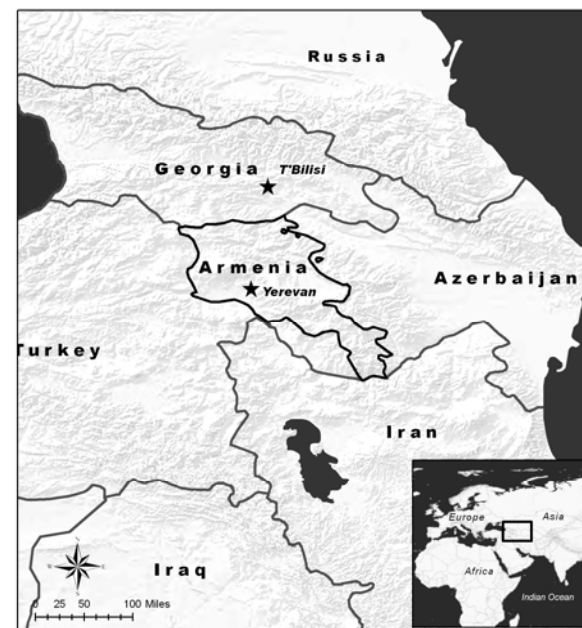 Russia
Georgia
T'Bilisi
Armenia
Azerbaijan
Yerevan
Turkey
Iran
Iraq
0 25 50 100 Miles
Europe
Asia
Africa
Indian Ocean